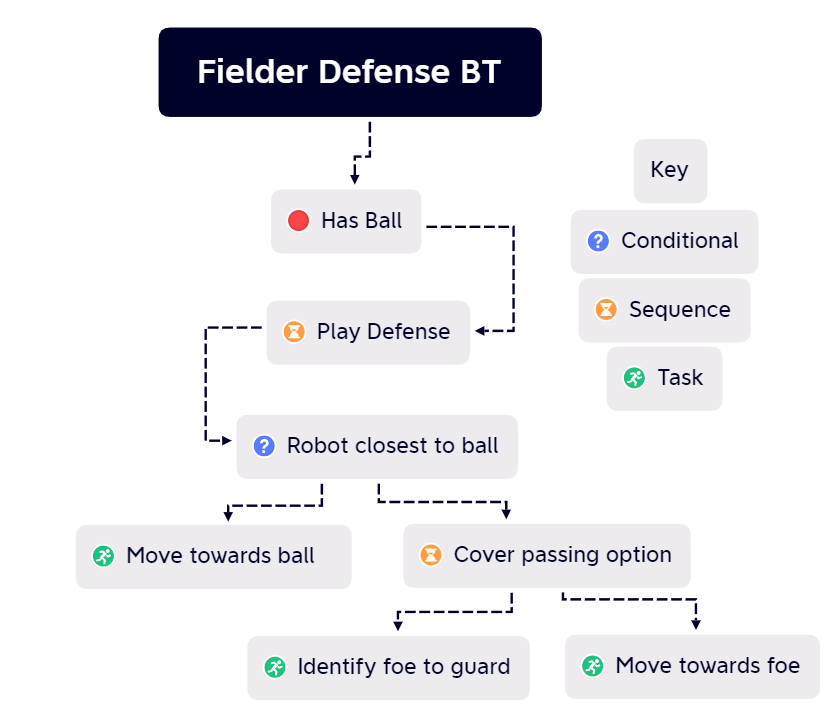 Fielder Defense BT
Has Ball
Play Defense
Robot closest to ball
Move towards ball
Cover passing option
Identify foe to guard
Move towards foe
Key
? Conditional
Sequence
Task